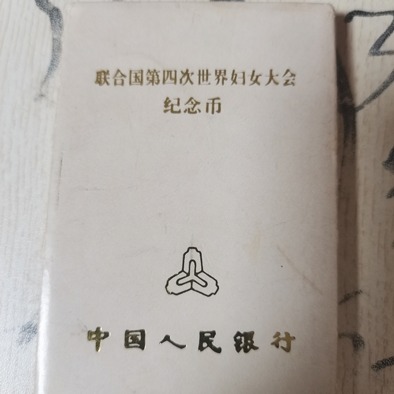 联合国第四次世界妇女大会
纪念币
中国人民银行